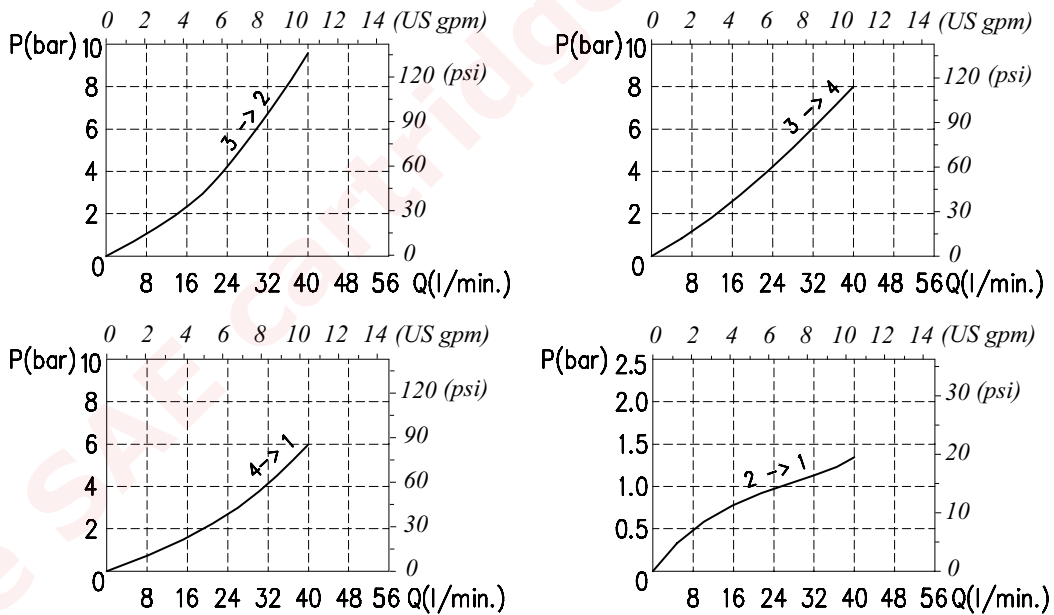 0 2 4 6 8 10 12 14 (US gpm)
P(bar) 10
8
6
4
2
0
120 (psi)
90
60
30
0
3 -> 2
8 16 24 32 40 48 56 Q(l/min.)
0 2 4 6 8 10 12 14 (US gpm)
P(bar) 10
8
6
4
2
0
120 (psi)
90
60
30
0
3 -> 4
8 16 24 32 40 48 56 Q(l/min.)
0 2 4 6 8 10 12 14 (US gpm)
P(bar) 10
8
6
4
2
0
120 (psi)
90
60
30
0
4 -> 1
8 16 24 32 40 48 56 Q(l/min.)
0 2 4 6 8 10 12 14 (US gpm)
P(bar) 2.5
2.0
1.5
1.0
0.5
0
30 (psi)
20
10
0
2 -> 1
8 16 24 32 40 48 56 Q(l/min.)
SAE cartridge